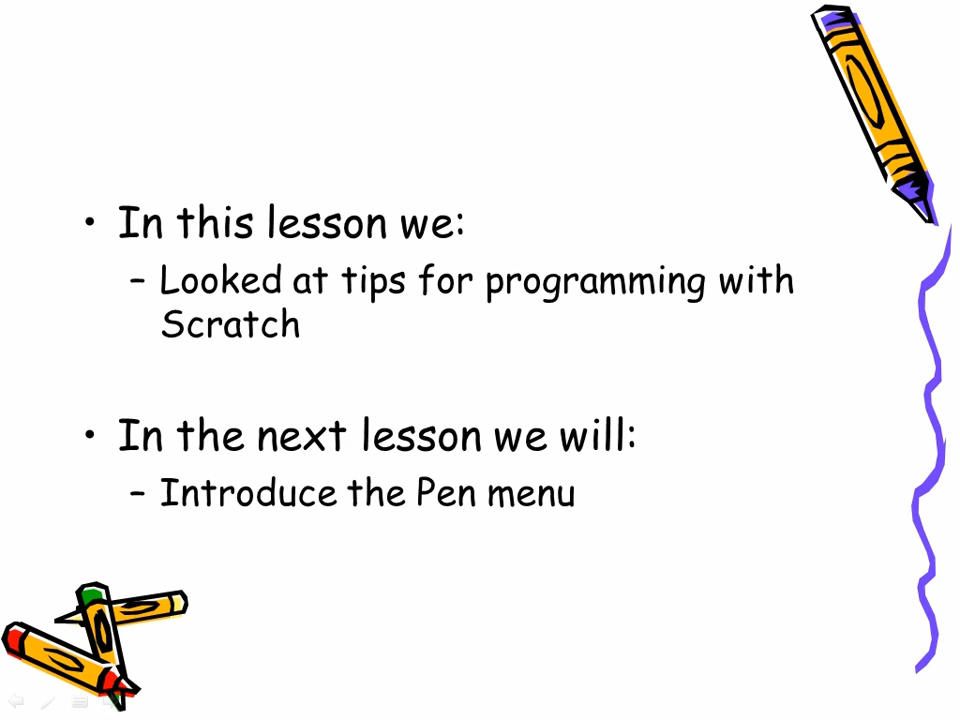 • In this lesson we:
– Looked at tips for programming with
Scratch
• In the next lesson we will:
– Introduce the Pen menu